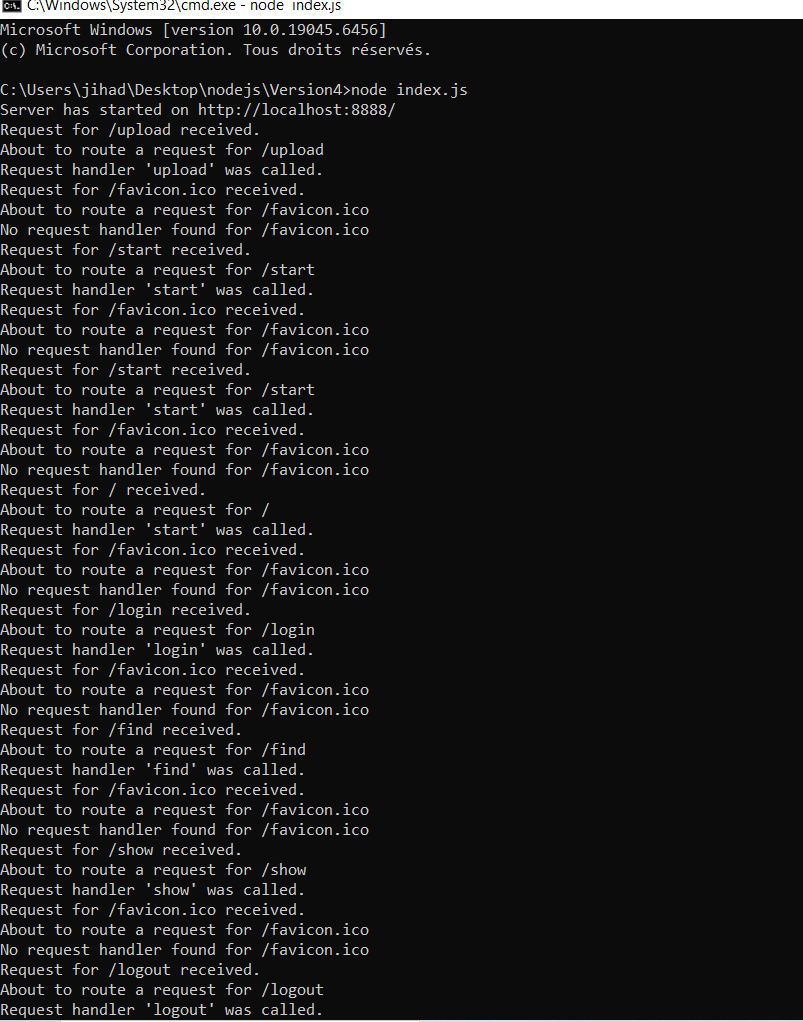 C:\Windows\System32\cmd.exe - node index.js
Microsoft Windows [version 10.0.19045.6456]
(c) Microsoft Corporation. Tous droits réservés.
C:\Users\jihad\Desktop\nodejs\Version4>node index.js
Server has started on http://localhost:8888/
Request for /upload received.
About to route a request for /upload
Request handler 'upload' was called.
Request for /favicon.ico received.
About to route a request for /favicon.ico
No request handler found for /favicon.ico
Request for /start received.
About to route a request for /start
Request handler 'start' was called.
Request for /favicon.ico received.
About to route a request for /favicon.ico
No request handler found for /favicon.ico
Request for /start received.
About to route a request for /start
Request handler 'start' was called.
Request for /favicon.ico received.
About to route a request for /favicon.ico
No request handler found for /favicon.ico
Request for / received.
About to route a request for /
Request handler 'start' was called.
Request for /favicon.ico received.
About to route a request for /favicon.ico
No request handler found for /favicon.ico
Request for /login received.
About to route a request for /login
Request handler 'login' was called.
Request for /favicon.ico received.
About to route a request for /favicon.ico
No request handler found for /favicon.ico
Request for /find received.
About to route a request for /find
Request handler 'find' was called.
Request for /favicon.ico received.
About to route a request for /favicon.ico
No request handler found for /favicon.ico
Request for /show received.
About to route a request for /show
Request handler 'show' was called.
Request for /favicon.ico received.
About to route a request for /favicon.ico
No request handler found for /favicon.ico
Request for /logout received.
About to route a request for /logout
Request handler 'logout' was called.